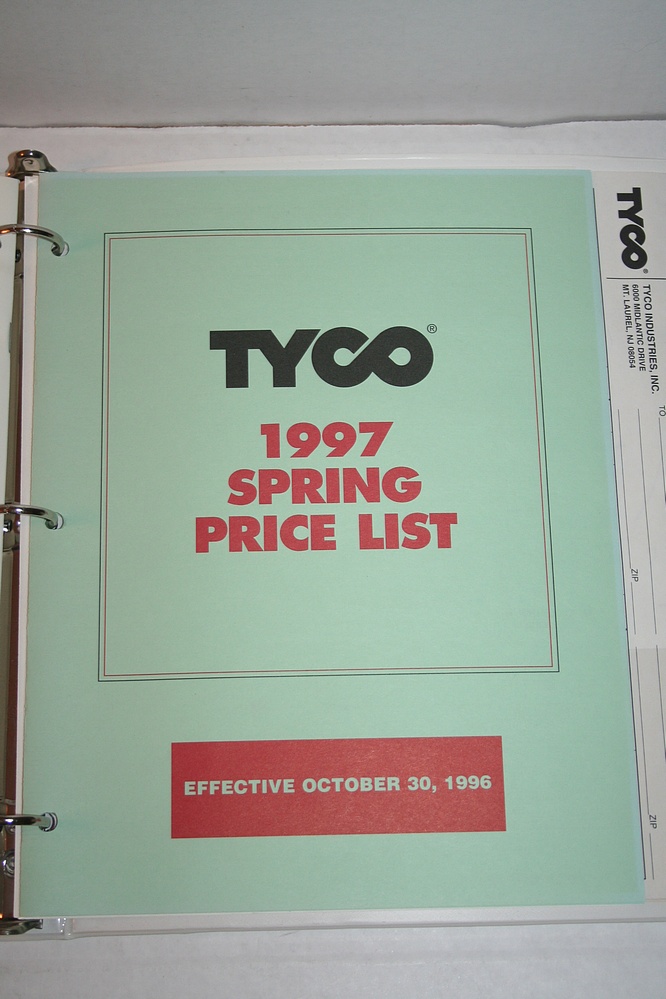 TYCO®
1997
SPRING
PRICE LIST
EFFECTIVE OCTOBER 30, 1996
TYCO®
TYCO INDUSTRIES, INC.
6000 MIDLANTIC DRIVE
MT. LAUREL, NJ 08054
TO
ZIP
ZIP